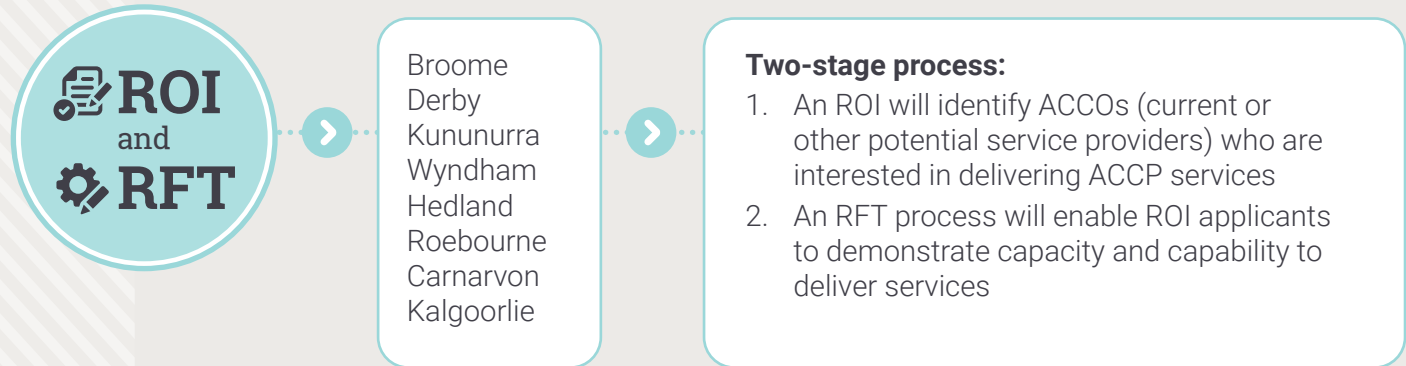 ROI
and
RFT
Broome
Derby
Kununurra
Wyndham
Hedland
Roebourne
Carnarvon
Kalgoorlie
Two-stage process:
1. An ROI will identify ACCOs (current or
other potential service providers) who are
interested in delivering ACCP services
2. An RFT process will enable ROI applicants
to demonstrate capacity and capability to
deliver services